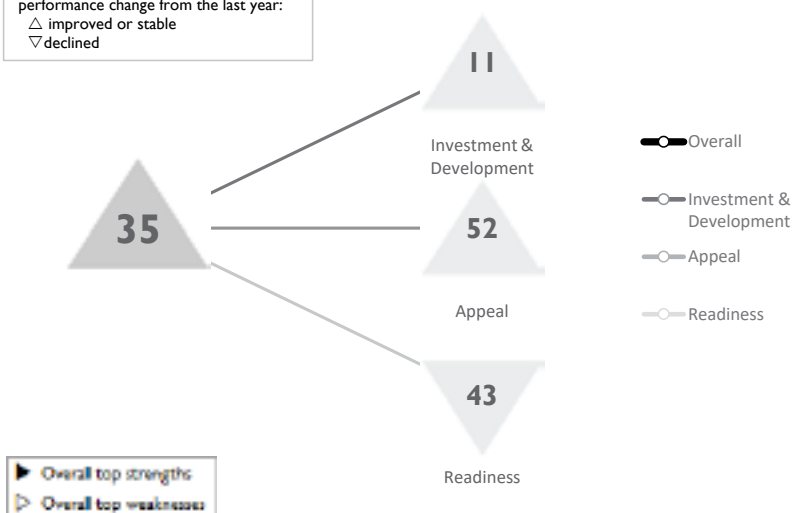 performance change from the last year:
△ improved or stable
▽ declined
11
Investment &
Development
35
52
Appeal
43
Readiness
Overall
Investment &
Development
Appeal
Readiness
▶ Overall top strengths
▷ Overall top weaknesses